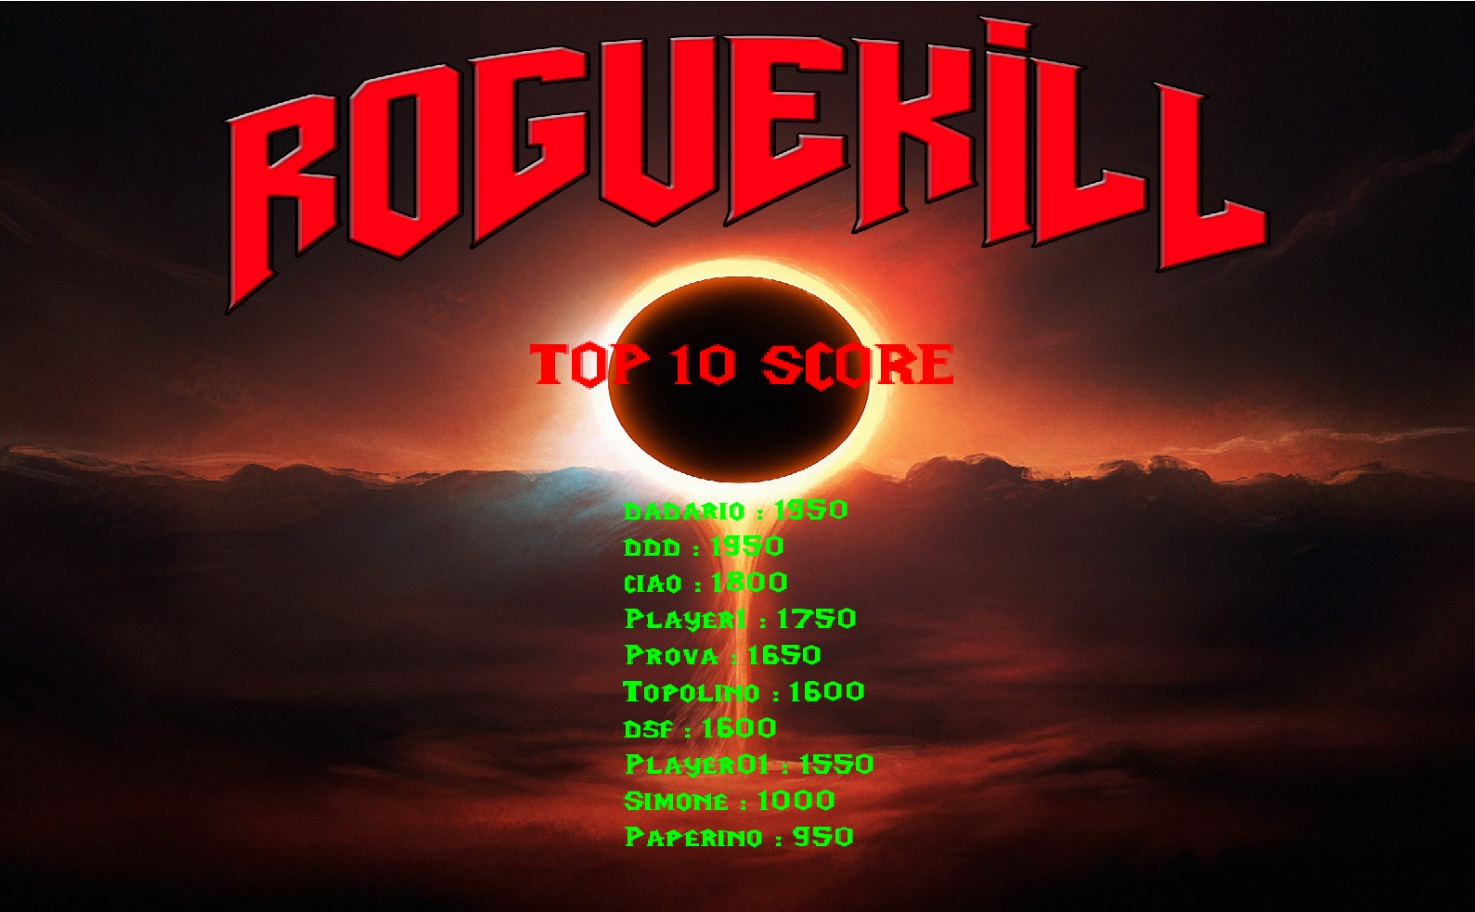 ROGUEKiLL
TOP 10 SCORE
DADARIO : 1950
DDD : 1950
CIAO : 1800
PLAYER1 : 1750
PROVA : 1650
TOPOLINO : 1600
DSF : 1600
PLAYER01 : 1550
SIMONE : 1000
PAPERINO : 950